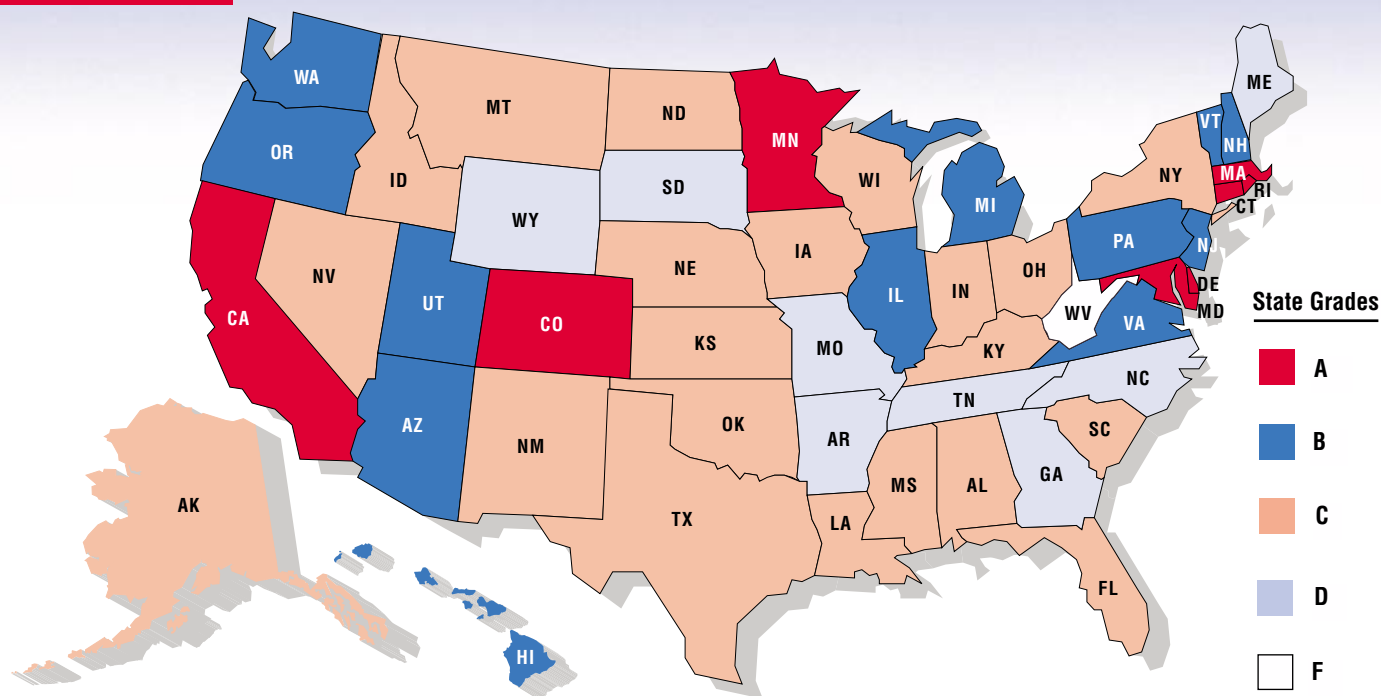 WA
MT
ND
MN
ME
VT
NH
OR
ID
WI
NY
MA
RI
SD
CT
WY
MI
PA
NJ
IA
NE
OH
NV
IL
IN
DE
UT
MD
CA
CO
WV
VA
KS
MO
KY
NC
TN
AZ
OK
AR
SC
NM
GA
MS
AL
AK
TX
LA
FL
HI
State Grades
A
B
C
D
F